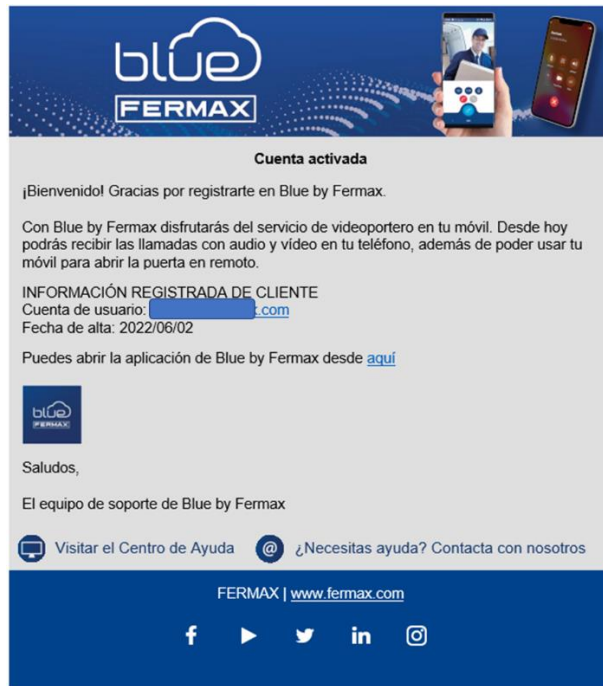 blue
FERMAX
Cuenta activada
¡Bienvenido! Gracias por registrarte en Blue by Fermax.
Con Blue by Fermax disfrutarás del servicio de videoportero en tu móvil. Desde hoy
podrás recibir las llamadas con audio y vídeo en tu teléfono, además de poder usar tu
móvil para abrir la puerta en remoto.
INFORMACIÓN REGISTRADA DE CLIENTE
Cuenta de usuario: .com
Fecha de alta: 2022/06/02
Puedes abrir la aplicación de Blue by Fermax desde aquí
blue
FERMAX
Saludos,
El equipo de soporte de Blue by Fermax
Visitar el Centro de Ayuda @ ¿Necesitas ayuda? Contacta con nosotros
FERMAX | www.fermax.com